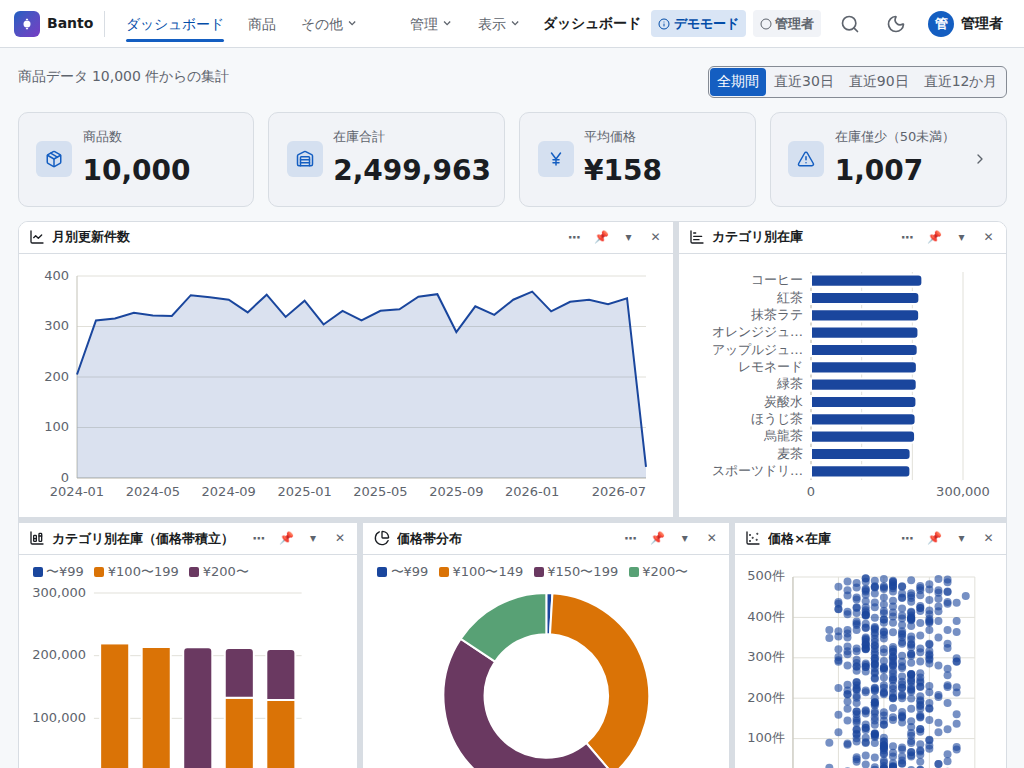 Banto
ダッシュボード 商品 その他 管理 表示 ダッシュボード デモモード 管理者 管 管理者
商品データ 10,000 件からの集計
全期間 直近30日 直近90日 直近12か月
商品数
10,000
在庫合計
2,499,963
平均価格
¥158
在庫僅少（50未満）
1,007
月別更新件数
400
300
200
100
0
2024-01 2024-05 2024-09 2025-01 2025-05 2025-09 2026-01 2026-07
カテゴリ別在庫
コーヒー
紅茶
抹茶ラテ
オレンジジュ…
アップルジュ…
レモネード
緑茶
炭酸水
ほうじ茶
烏龍茶
麦茶
スポーツドリ…
0 300,000
カテゴリ別在庫（価格帯積立）
〜¥99 ¥100〜199 ¥200〜
300,000
200,000
100,000
価格帯分布
〜¥99 ¥100〜149 ¥150〜199 ¥200〜
価格×在庫
500件
400件
300件
200件
100件